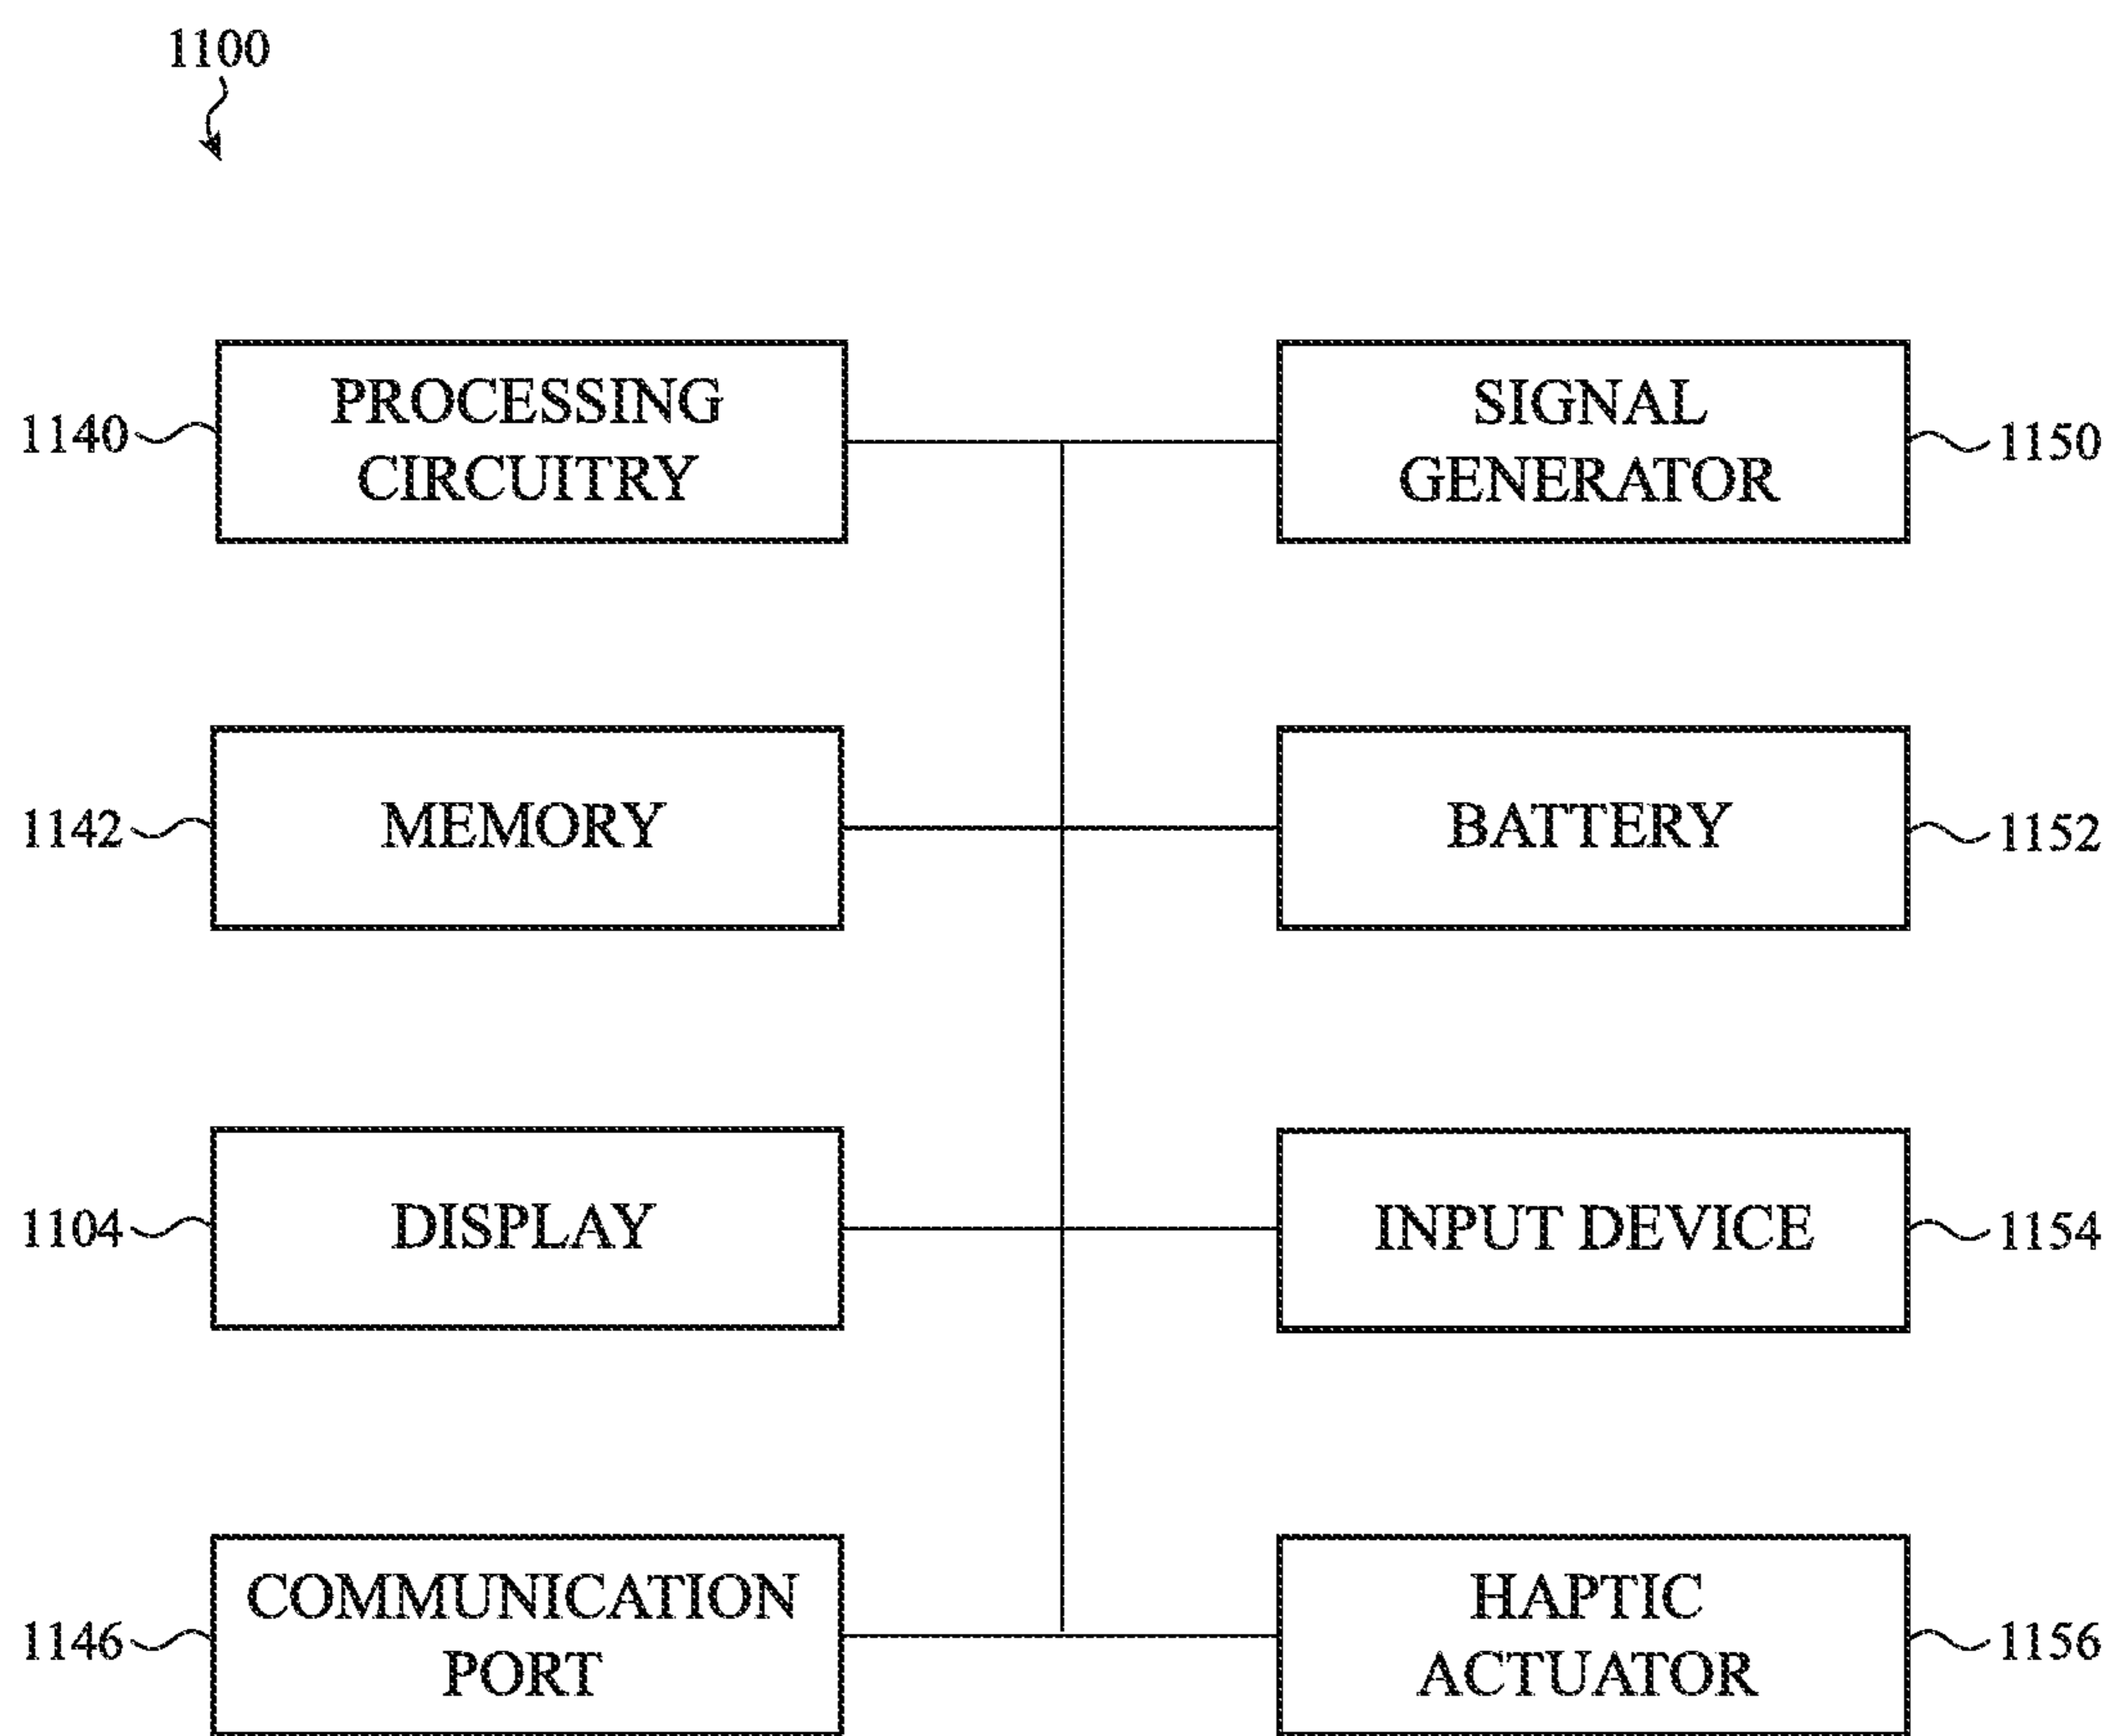 1100
1140
PROCESSING
CIRCUITRY
SIGNAL
GENERATOR
1150
1142
MEMORY
BATTERY
1152
1104
DISPLAY
INPUT DEVICE
1154
1146
COMMUNICATION
PORT
HAPTIC
ACTUATOR
1156